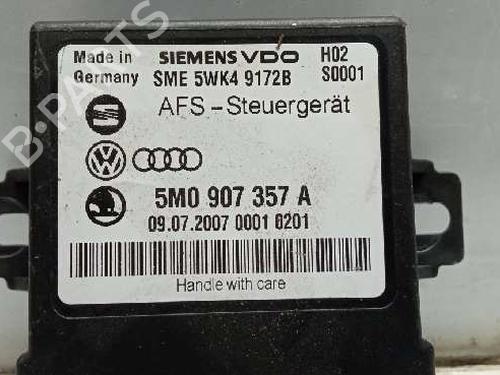 Made in SIEMENS VDO H02
Germany SME 5WK4 9172B S0001
AFS-Steuergerät
5M0 907 357 A
09.07.2007 0001 0201
Handle with care
B-PARTS